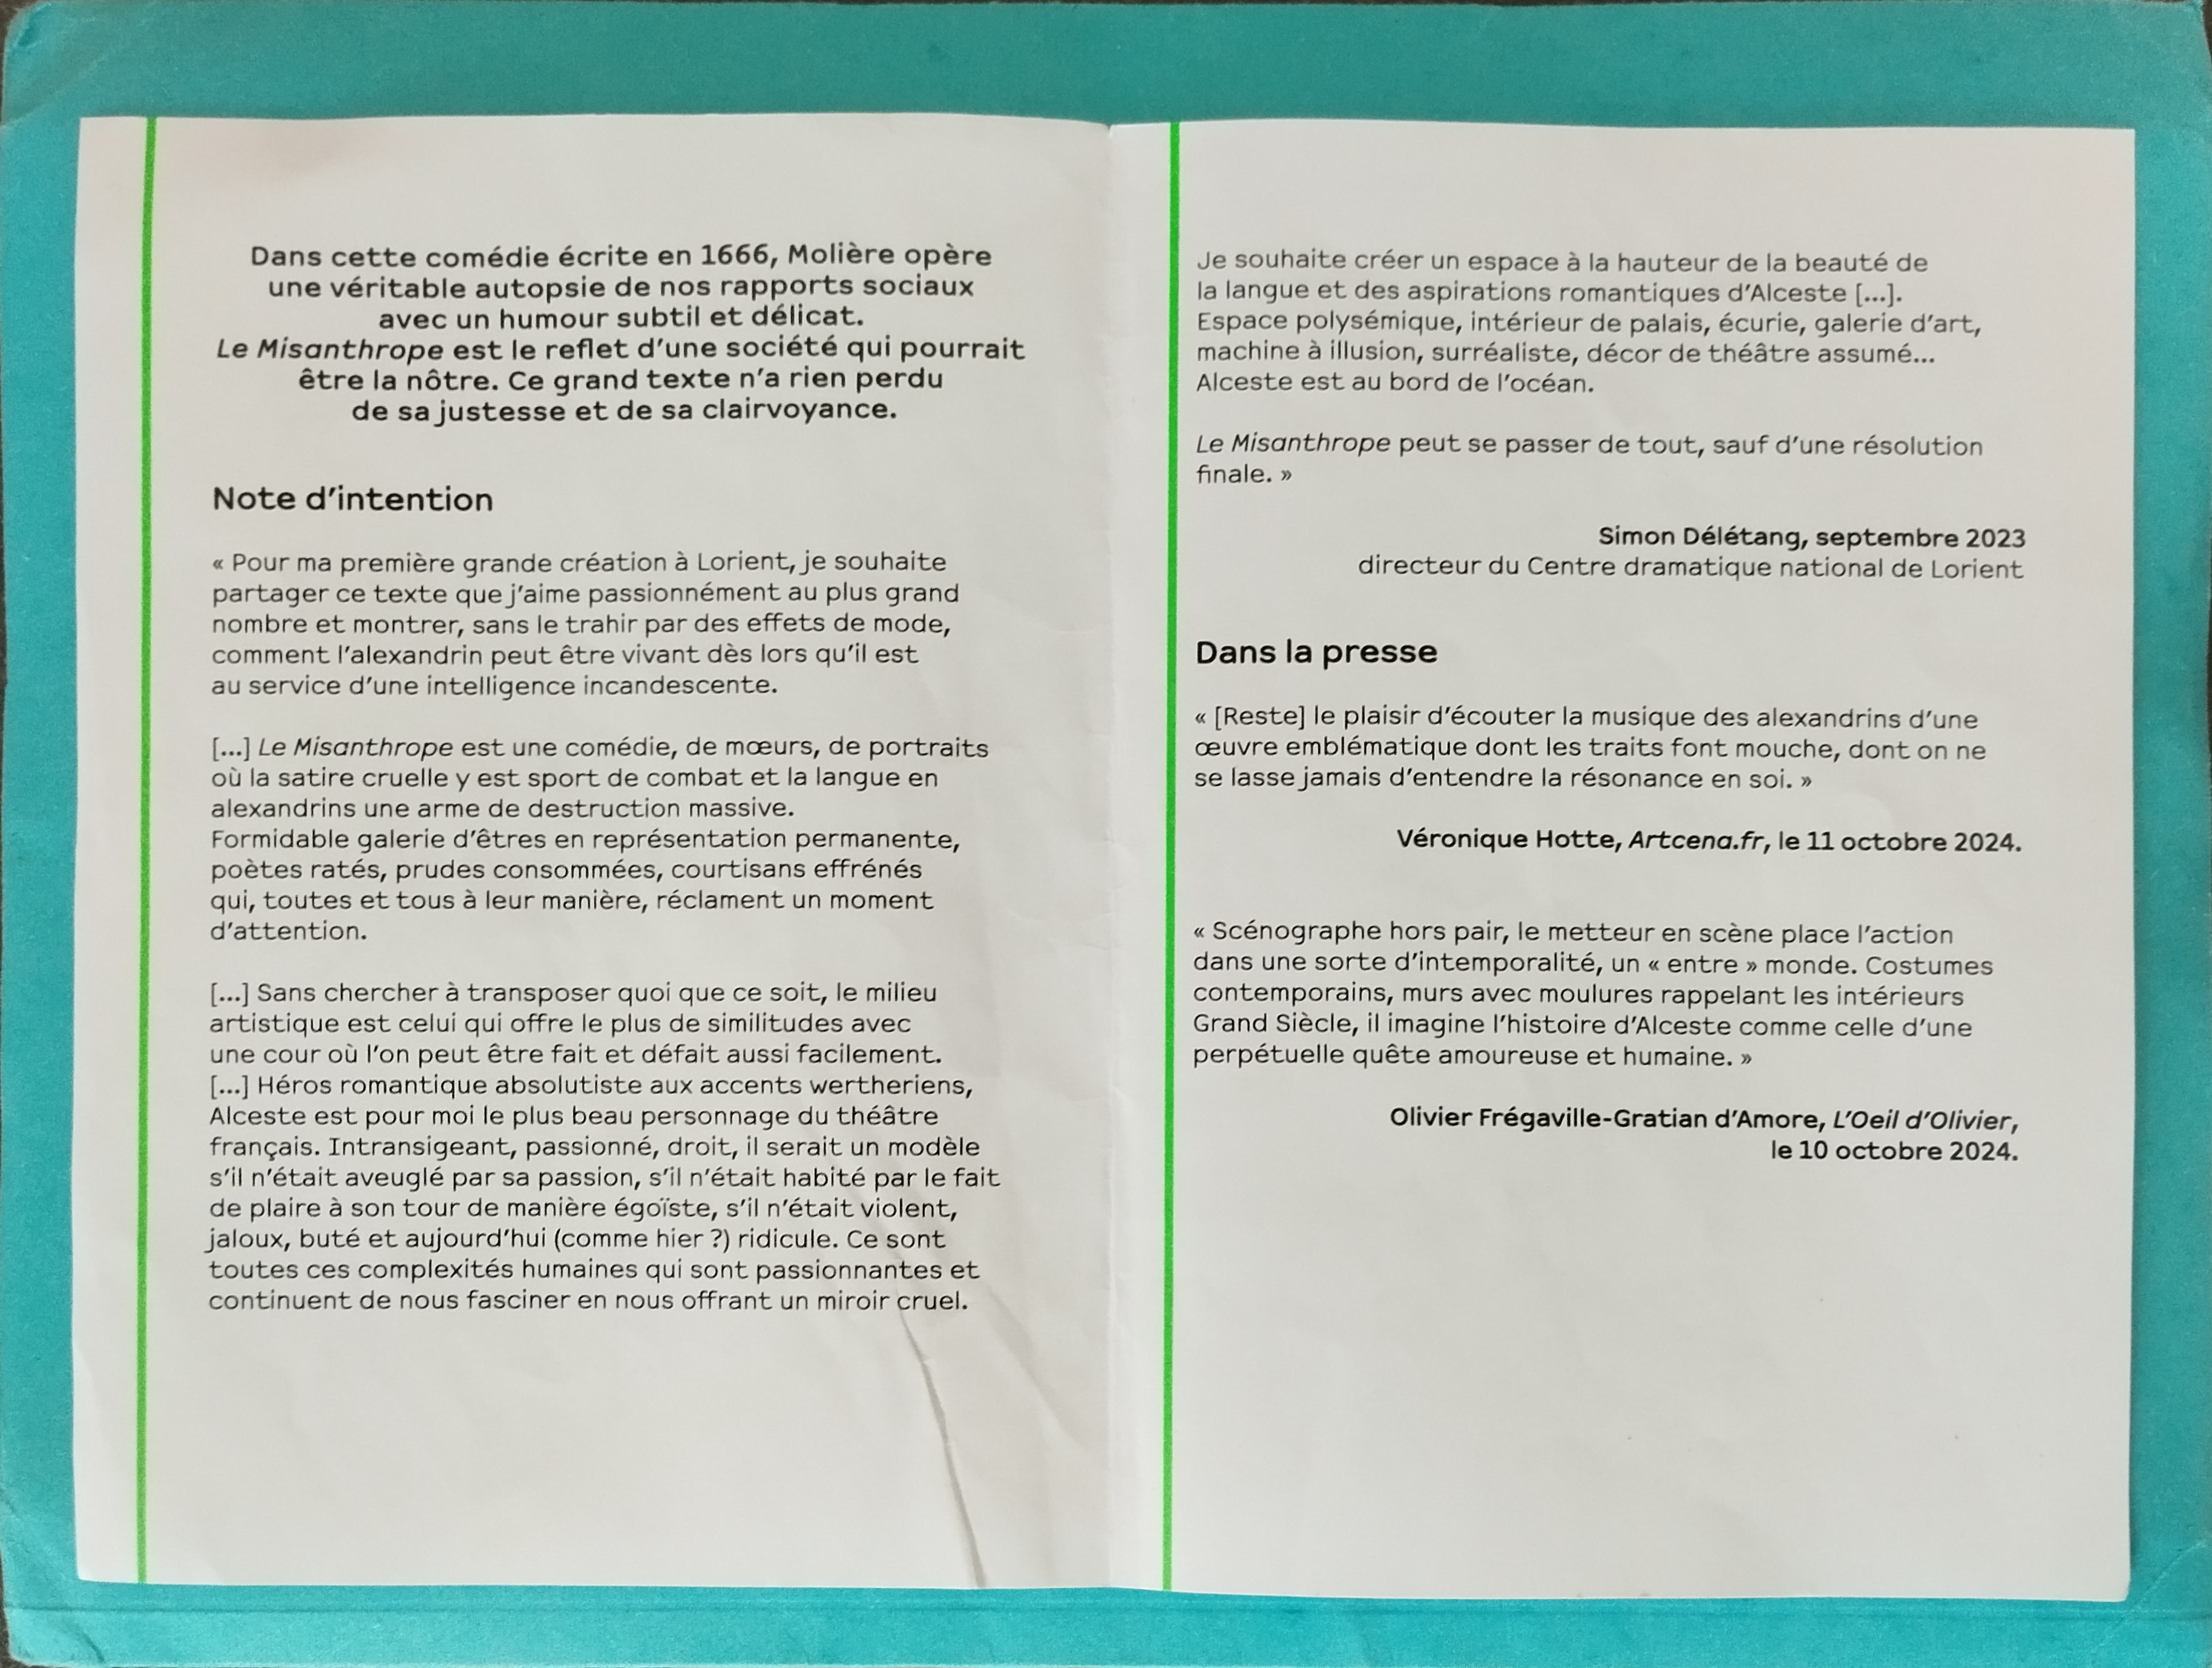 Dans cette comédie écrite en 1666, Molière opère
une véritable autopsie de nos rapports sociaux
avec un humour subtil et délicat.
Le Misanthrope est le reflet d'une société qui pourrait
être la nôtre. Ce grand texte n'a rien perdu
de sa justesse et de sa clairvoyance.
Note d'intention
« Pour ma première grande création à Lorient, je souhaite
partager ce texte que j'aime passionnément au plus grand
nombre et montrer, sans le trahir par des effets de mode,
comment l'alexandrin peut être vivant dès lors qu'il est
au service d'une intelligence incandescente.
[...] Le Misanthrope est une comédie, de mœurs, de portraits
où la satire cruelle y est sport de combat et la langue en
alexandrins une arme de destruction massive.
Formidable galerie d'êtres en représentation permanente,
poètes ratés, prudes consommées, courtisans effrénés
qui, toutes et tous à leur manière, réclament un moment
d'attention.
[...] Sans chercher à transposer quoi que ce soit, le milieu
artistique est celui qui offre le plus de similitudes avec
une cour où l'on peut être fait et défait aussi facilement.
[...] Héros romantique absolutiste aux accents wertheriens,
Alceste est pour moi le plus beau personnage du théâtre
français. Intransigeant, passionné, droit, il serait un modèle
s'il n'était aveuglé par sa passion, s'il n'était habité par le fait
de plaire à son tour de manière égoïste, s'il n'était violent,
jaloux, buté et aujourd'hui (comme hier ?) ridicule. Ce sont
toutes ces complexités humaines qui sont passionnantes et
continuent de nous fasciner en nous offrant un miroir cruel.
Je souhaite créer un espace à la hauteur de la beauté de
la langue et des aspirations romantiques d'Alceste [...].
Espace polysémique, intérieur de palais, écurie, galerie d'art,
machine à illusion, surréaliste, décor de théâtre assumé...
Alceste est au bord de l'océan.
Le Misanthrope peut se passer de tout, sauf d'une résolution
finale. »
Simon Délétang, septembre 2023
directeur du Centre dramatique national de Lorient
Dans la presse
« [Reste] le plaisir d'écouter la musique des alexandrins d'une
œuvre emblématique dont les traits font mouche, dont on ne
se lasse jamais d'entendre la résonance en soi. »
Véronique Hotte, Artcena.fr, le 11 octobre 2024.
« Scénographe hors pair, le metteur en scène place l'action
dans une sorte d'intemporalité, un « entre » monde. Costumes
contemporains, murs avec moulures rappelant les intérieurs
Grand Siècle, il imagine l'histoire d'Alceste comme celle d'une
perpétuelle quête amoureuse et humaine. »
Olivier Frégaville-Gratian d'Amore, L'Oeil d'Olivier,
le 10 octobre 2024.